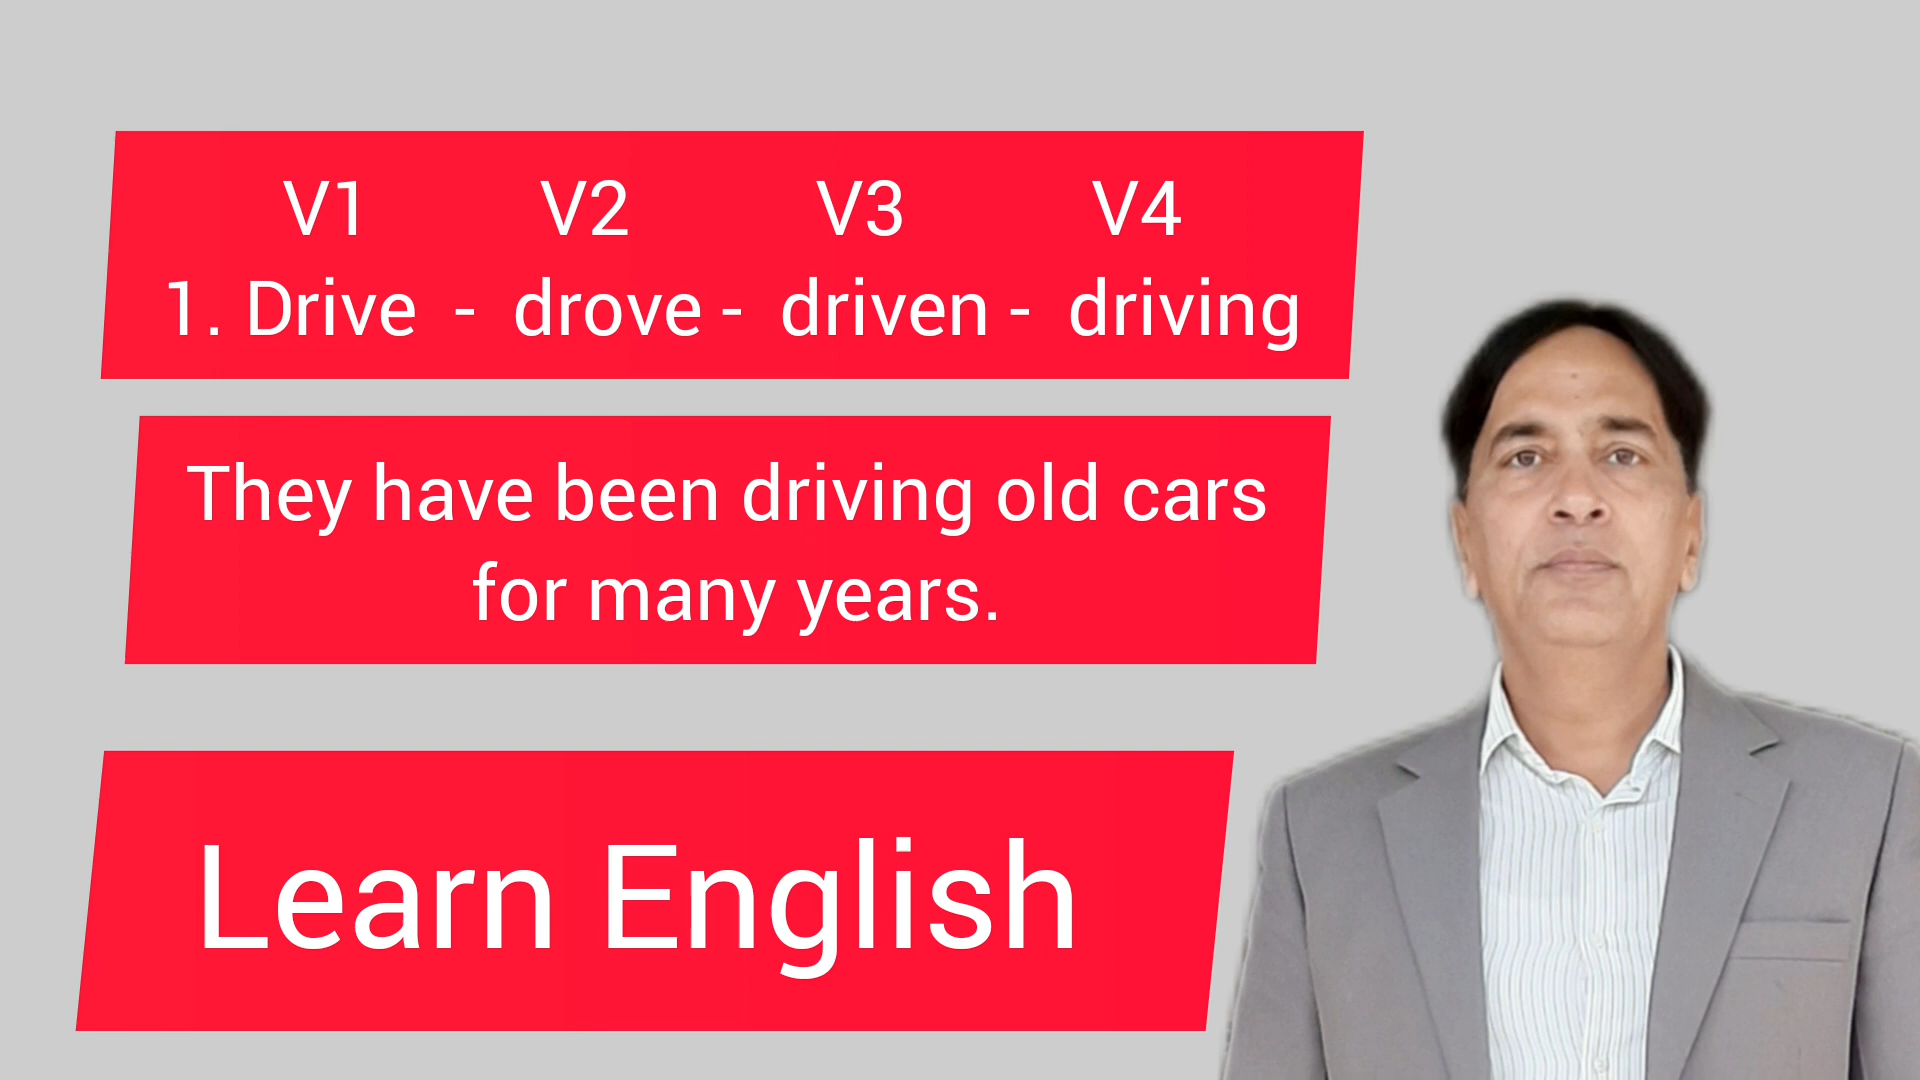 V1 V2 V3 V4
1. Drive - drove - driven - driving
They have been driving old cars
for many years.
Learn English